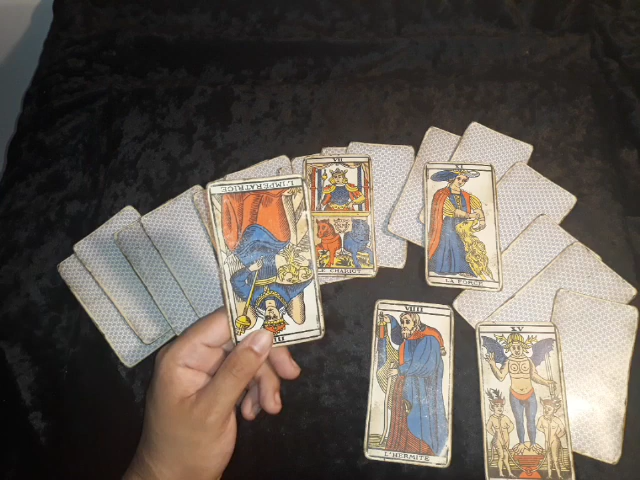 L'IMPERATRICE
III
VII
LE CHARIOT
XI
LA FORCE
VIIII
L'HERMITE
XV